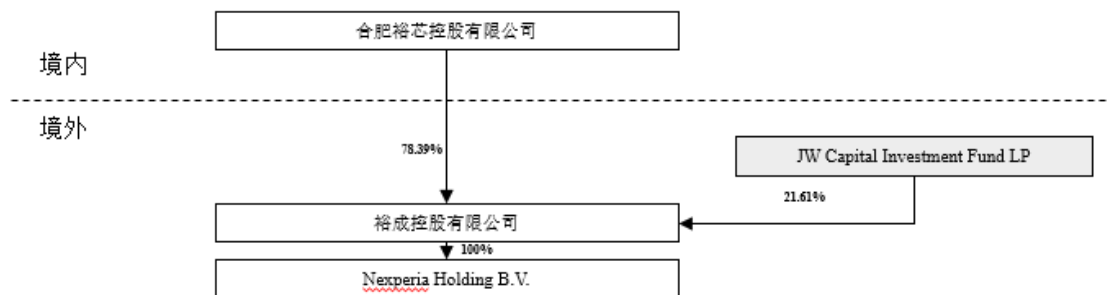 合肥裕芯控股有限公司
境内
境外
78.39%
JW Capital Investment Fund LP
21.61%
裕成控股有限公司
100%
Nexperia Holding B.V.